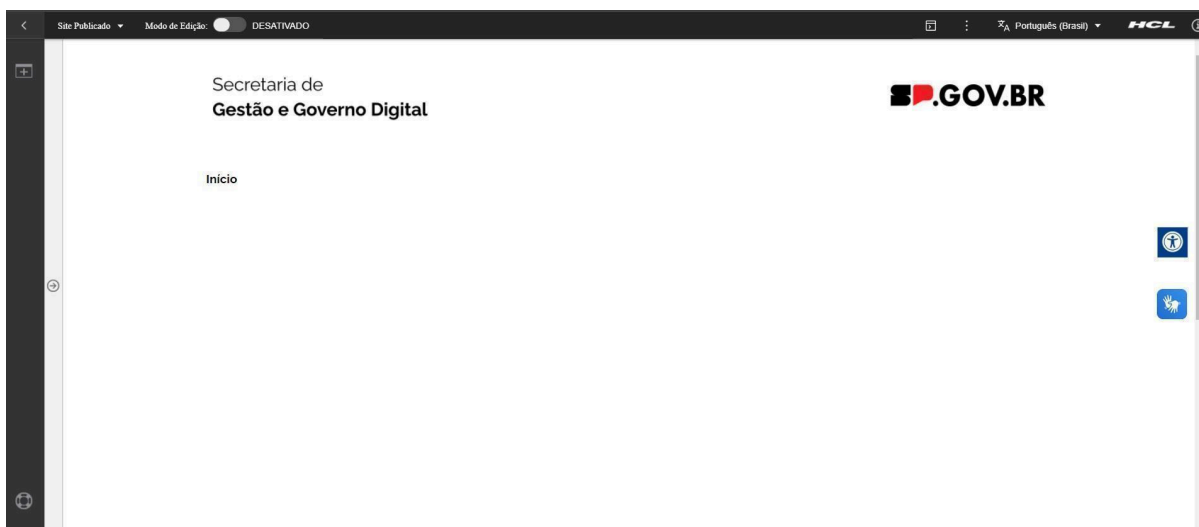 Site Publicado Modo de Edição: DESATIVADO Português (Brasil) HCL
Secretaria de
Gestão e Governo Digital
SP.GOV.BR
Início